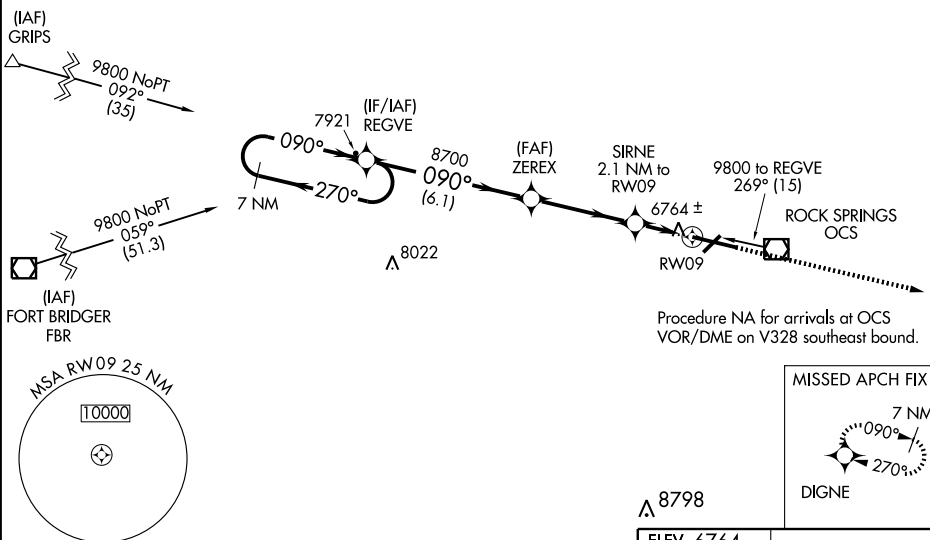 (IAF)
GRIPS
9800 NoPT
092°
(35)
(IF/IAF)
REGVE
7921
090°
270°
7 NM
8700
090°
(6.1)
(FAF)
ZEREX
SIRNE
2.1 NM to
RW09
6764 ±
RW09
9800 to REGVE
269° (15)
ROCK SPRINGS
OCS
9800 NoPT
059°
(51.3)
(IAF)
FORT BRIDGER
FBR
8022
Procedure NA for arrivals at OCS
VOR/DME on V328 southeast bound.
MSA RW09 25 NM
10000
MISSED APCH FIX
7 NM
090°
270°
DIGNE
8798
ELEV 6764